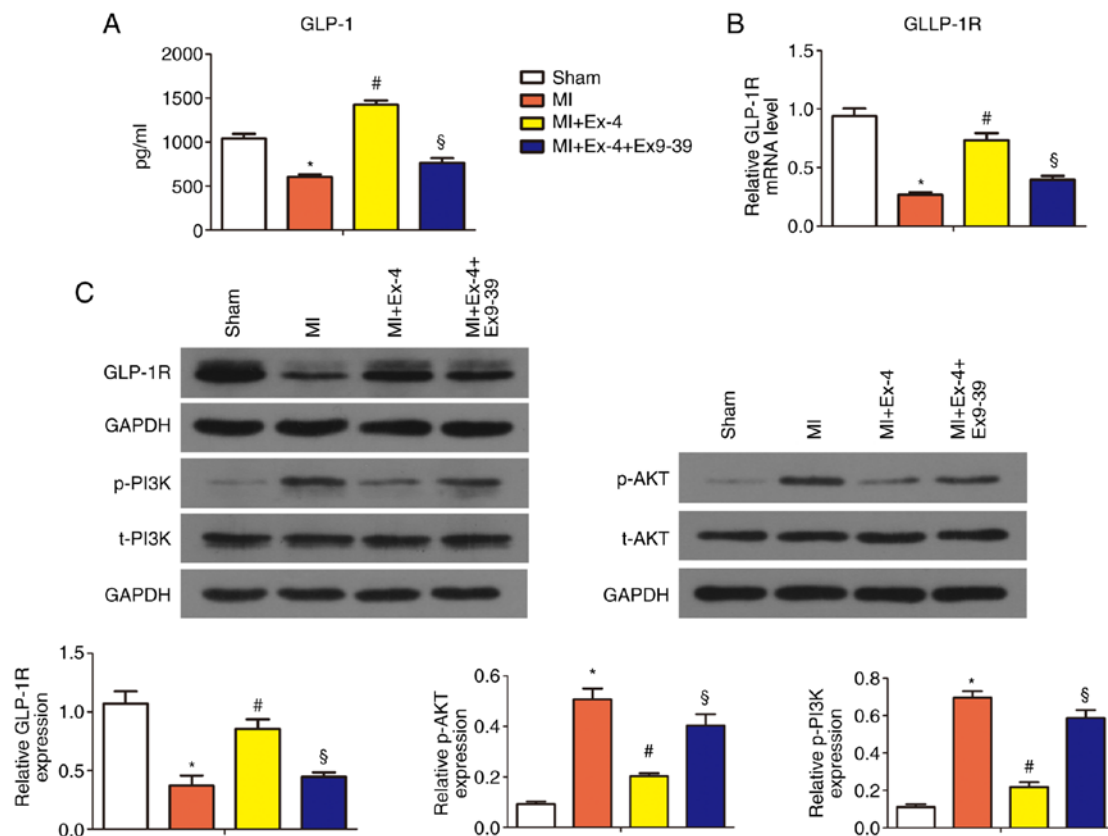 A
GLP-1
pg/ml
2000
1500
1000
500
0
*
#
§
Sham
MI
MI+Ex-4
MI+Ex-4+Ex9-39
B
GLLP-1R
Relative GLP-1R
mRNA level
1.5
1.0
0.5
0.0
*
#
§
C
Sham
MI
MI+Ex-4
MI+Ex-4+
Ex9-39
GLP-1R
GAPDH
p-PI3K
t-PI3K
GAPDH
Sham
MI
MI+Ex-4
MI+Ex-4+
Ex9-39
p-AKT
t-AKT
GAPDH
Relative GLP-1R
expression
1.5
1.0
0.5
0.0
*
#
§
Relative p-AKT
expression
0.6
0.4
0.2
0.0
*
#
§
Relative p-PI3K
expression
0.8
0.6
0.4
0.2
0.0
*
#
§